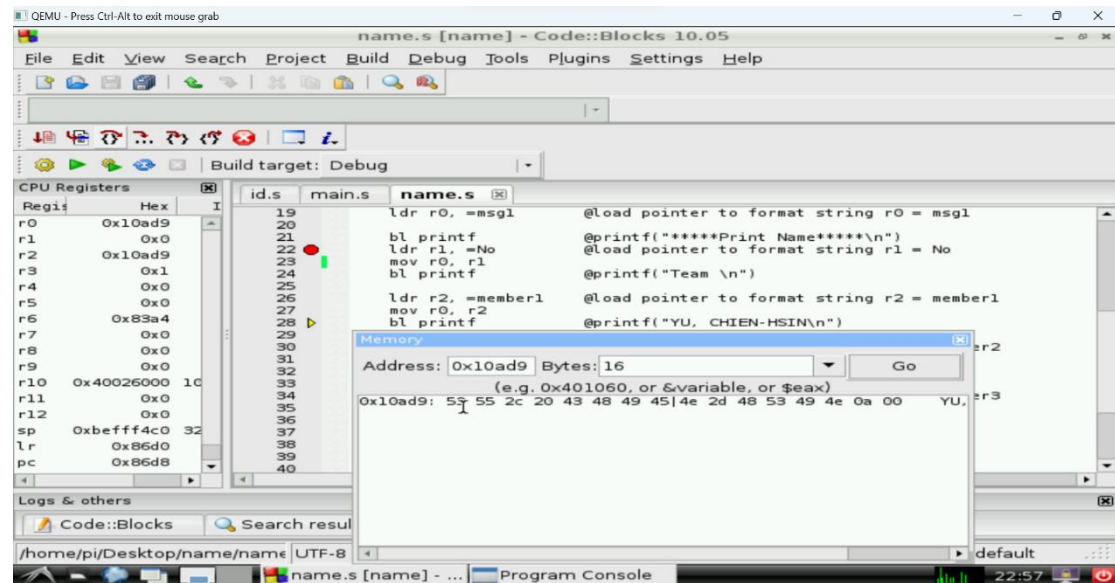 QEMU - Press Ctrl-Alt to exit mouse grab
name.s [name] - Code::Blocks 10.05
File Edit View Search Project Build Debug Tools Plugins Settings Help
Build target: Debug
CPU Registers
id.s main.s name.s
Regis Hex I
r0 0x10ad9
r1 0x0
r2 0x10ad9
r3 0x1
r4 0x0
r5 0x0
r6 0x83a4
r7 0x0
r8 0x0
r9 0x0
r10 0x40026000 10
r11 0x0
r12 0x0
sp 0xbefff4c0 32
lr 0x86d0
pc 0x86d8
19 ldr r0, =msg1 @load pointer to format string r0 = msg1
20
21 bl printf @printf("*****Print Name*****\n")
22 ldr r1, =No @load pointer to format string r1 = No
23 mov r0, r1
24 bl printf @printf("Team \n")
25
26 ldr r2, =member1 @load pointer to format string r2 = member1
27 mov r0, r2
28 bl printf @printf("YU, CHIEN-HSIN\n")
29
30 er2
31
32
33
34 er3
35
36
37
38
39
40
Memory
Address: 0x10ad9 Bytes: 16 Go
(e.g. 0x401060, or &variable, or $eax)
0x10ad9: 55 2c 20 43 48 49 45|4e 2d 48 53 49 4e 0a 00 YU,
Logs & others
Code::Blocks Search resul
/home/pi/Desktop/name/name UTF-8 default
name.s [name] - ... Program Console 22:57